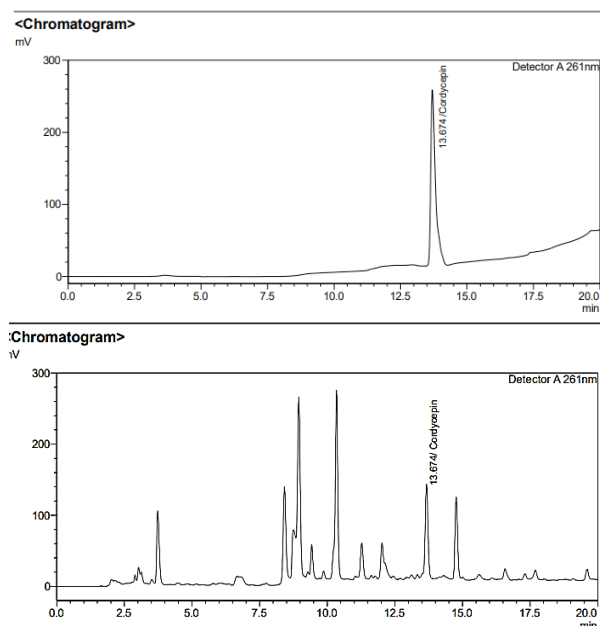 <Chromatogram>
mV
300
Detector A 261nm
13.674 /Cordycepin
200
100
0
0.0 2.5 5.0 7.5 10.0 12.5 15.0 17.5 20.0
min
Chromatogram>
V
300
Detector A 261nm
13.674/ Cordycepin
200
100
0
0.0 2.5 5.0 7.5 10.0 12.5 15.0 17.5 20.0
min